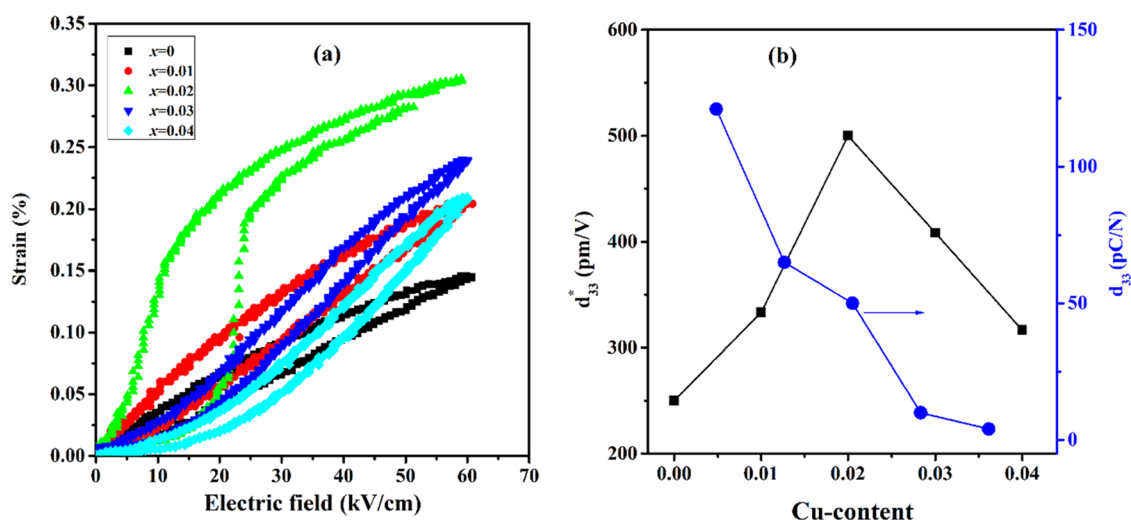 (a)
x=0
x=0.01
x=0.02
x=0.03
x=0.04
0.35
0.30
0.25
0.20
0.15
0.10
0.05
0.00
Strain (%)
0 10 20 30 40 50 60 70
Electric field (kV/cm)
(b)
600
500
400
300
200
d*33 (pm/V)
150
100
50
0
d33 (pC/N)
0.00 0.01 0.02 0.03 0.04
Cu-content